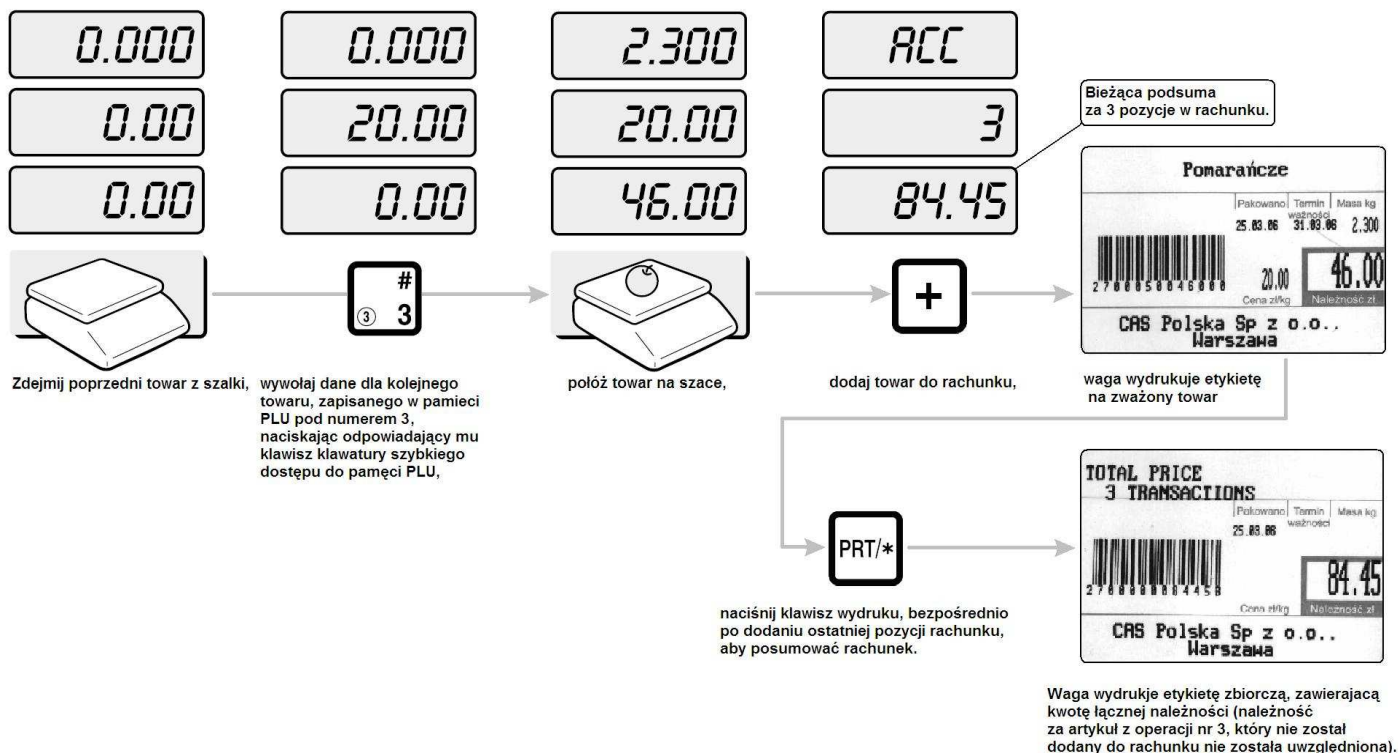 0.000
0.00
0.00
0.000
20.00
0.00
2.300
20.00
46.00
ACC
3
84.45
Bieżąca podsuma
za 3 pozycje w rachunku.
#
3 3
+
Zdejmij poprzedni towar z szalki,
wywołaj dane dla kolejnego
towaru, zapisanego w pamieci
PLU pod numerem 3,
naciskając odpowiadający mu
klawisz klawatury szybkiego
dostępu do pamęci PLU,
połóż towar na szace,
dodaj towar do rachunku,
Pomarańcze
Pakowano Termin ważności Masa kg
25.03.06 31.03.06 2.300
20.00 46.00
2700050046000
Cena zł/kg Należność zł
CAS Polska Sp z o.o..
Warszawa
waga wydrukuje etykietę
na zważony towar
PRT/*
naciśnij klawisz wydruku, bezpośrednio
po dodaniu ostatniej pozycji rachunku,
aby posumować rachunek.
TOTAL PRICE
3 TRANSACTIONS
Pakowano Termin ważności Masa kg
25.03.06
84.45
Cena zł/kg Należność zł
CAS Polska Sp z o.o..
Warszawa
Waga wydrukje etykietę zbiorczą, zawierajacą
kwotę łącznej należności (należność
za artykuł z operacji nr 3, który nie został
dodany do rachunku nie została uwzględniona).